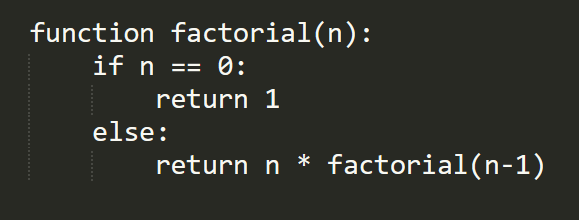 function factorial(n):
    if n == 0:
        return 1
    else:
        return n * factorial(n-1)